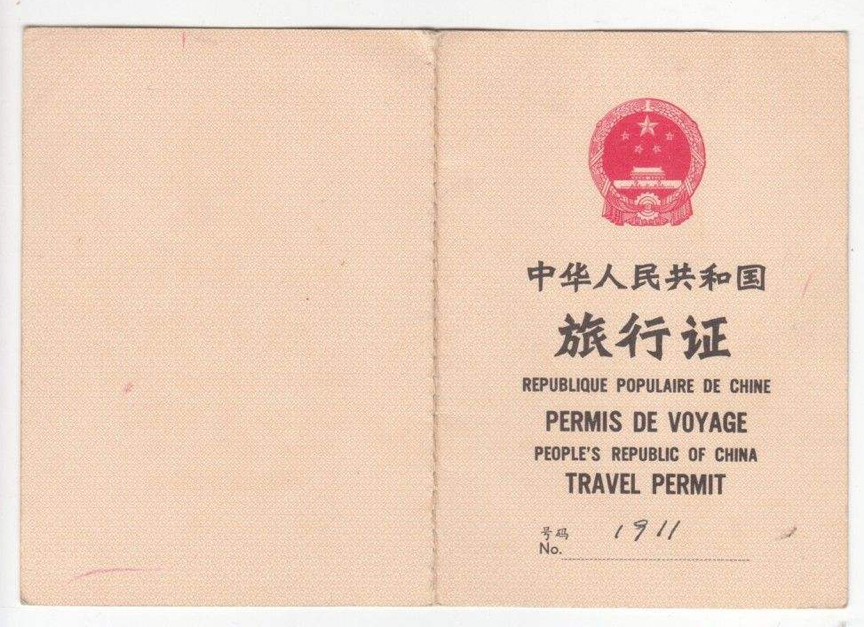 中华人民共和国
旅行证
REPUBLIQUE POPULAIRE DE CHINE
PERMIS DE VOYAGE
PEOPLE'S REPUBLIC OF CHINA
TRAVEL PERMIT
号码 1911
No.